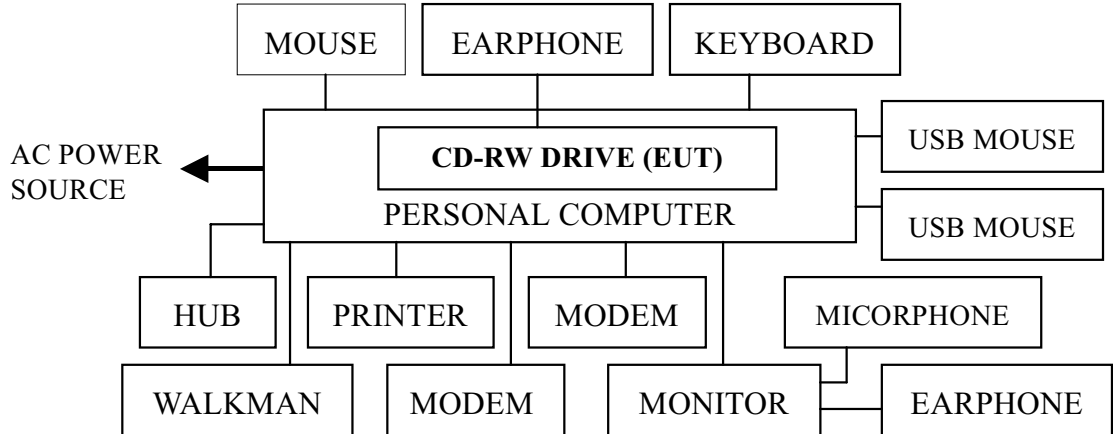 MOUSE
EARPHONE
KEYBOARD
USB MOUSE
AC POWER
SOURCE
CD-RW DRIVE (EUT)
PERSONAL COMPUTER
USB MOUSE
HUB
PRINTER
MODEM
MICORPHONE
WALKMAN
MODEM
MONITOR
EARPHONE